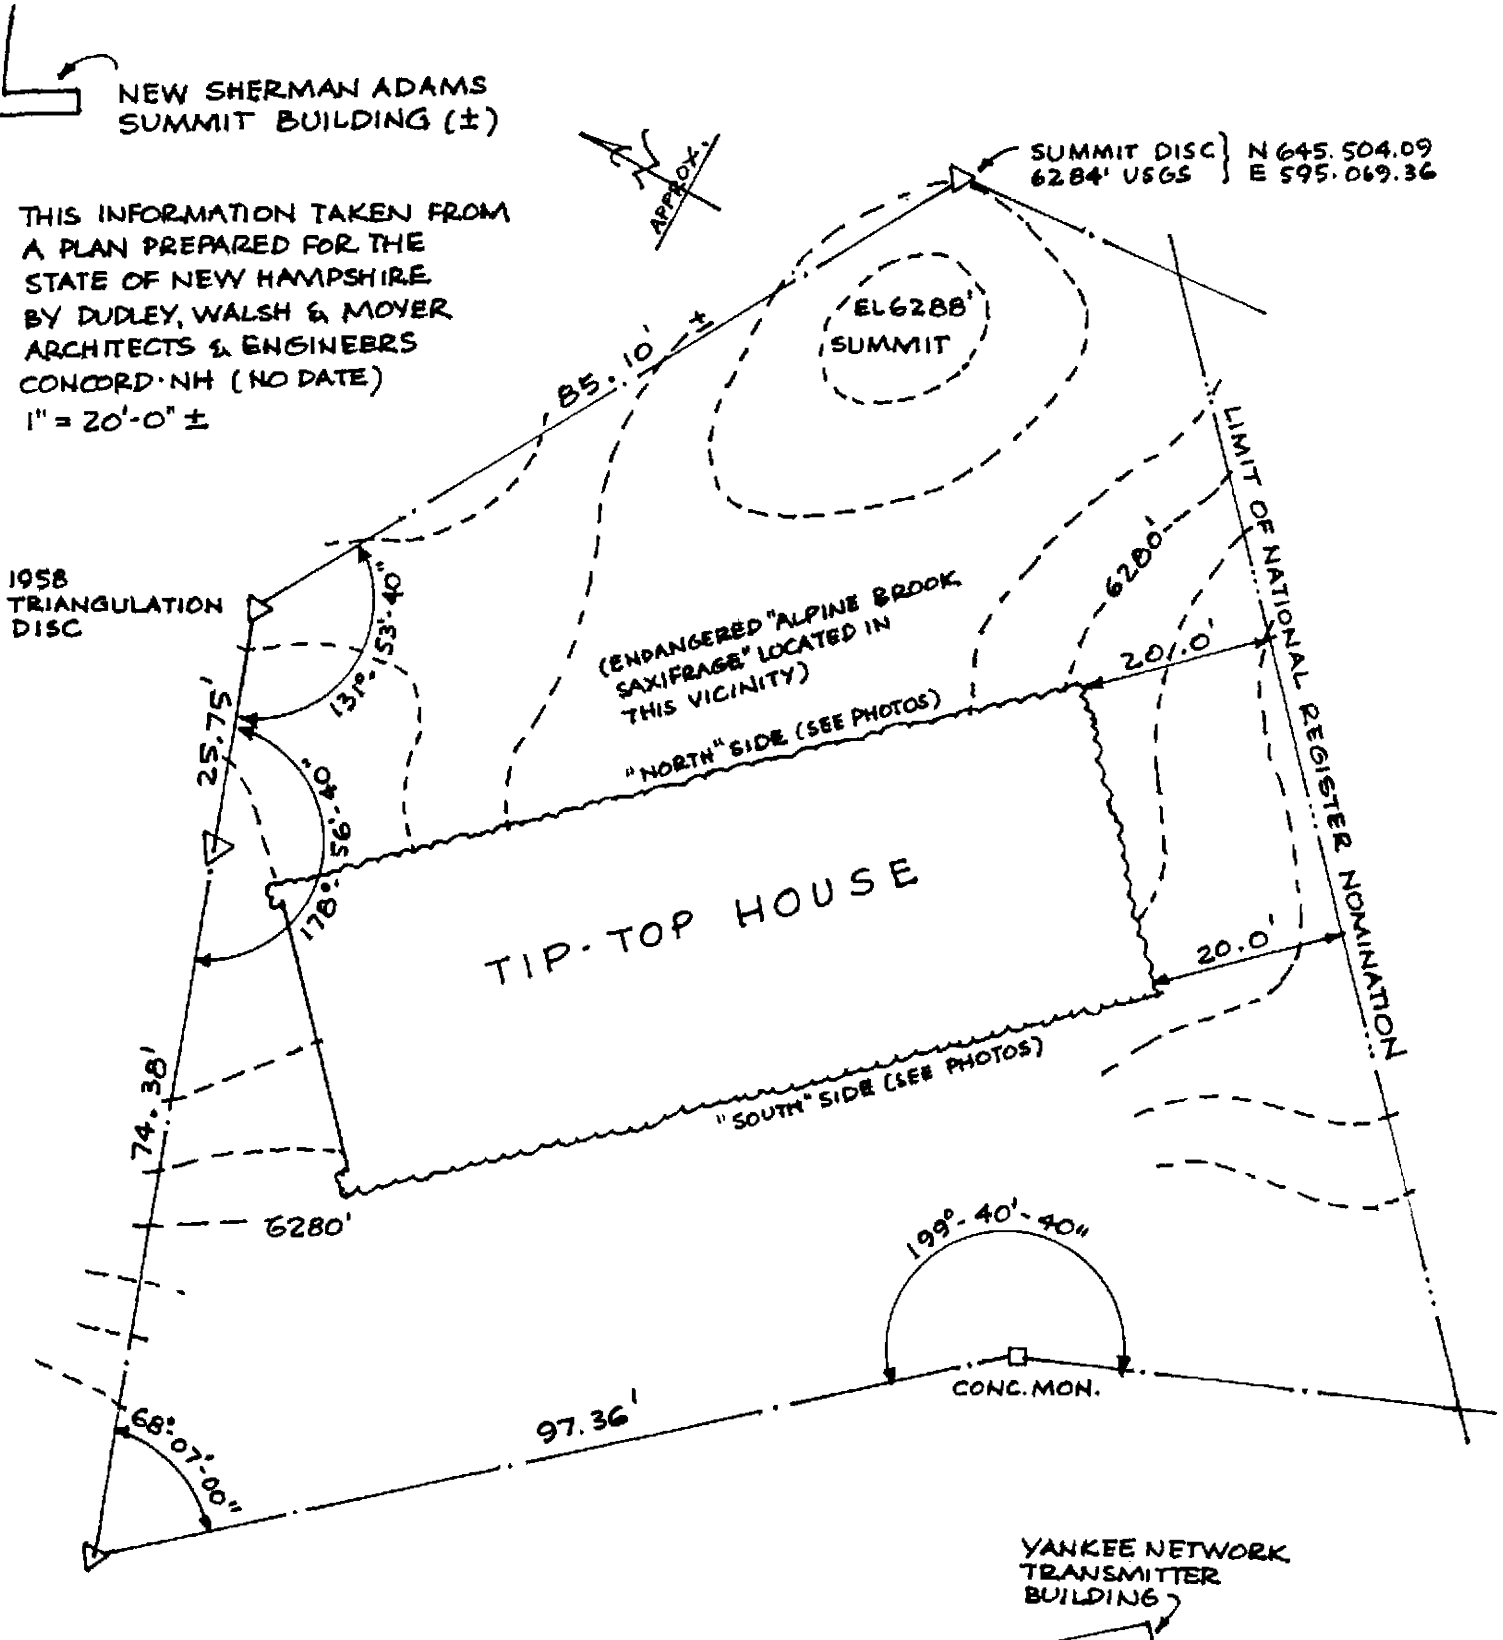 NEW SHERMAN ADAMS
SUMMIT BUILDING (±)
THIS INFORMATION TAKEN FROM
A PLAN PREPARED FOR THE
STATE OF NEW HAMPSHIRE
BY DUDLEY, WALSH & MOYER
ARCHITECTS & ENGINEERS
CONCORD·NH (NO DATE)
1" = 20'-0" ±
N
APPROX.
SUMMIT DISC } N 645.504.09
6284' USGS } E 595.069.36
EL6288'
SUMMIT
85.10' ±
LIMIT OF NATIONAL REGISTER NOMINATION
1958
TRIANGULATION
DISC
131°-153'-40"
25.75'
178°-56'-40"
(ENDANGERED "ALPINE BROOK
SAXIFRAGE" LOCATED IN
THIS VICINITY)
6280'
20.0'
"NORTH" SIDE (SEE PHOTOS)
TIP-TOP HOUSE
20.0'
"SOUTH" SIDE (SEE PHOTOS)
74.38'
6280'
199°-40'-40"
CONC. MON.
97.36'
68°-07'-00"
YANKEE NETWORK
TRANSMITTER
BUILDING